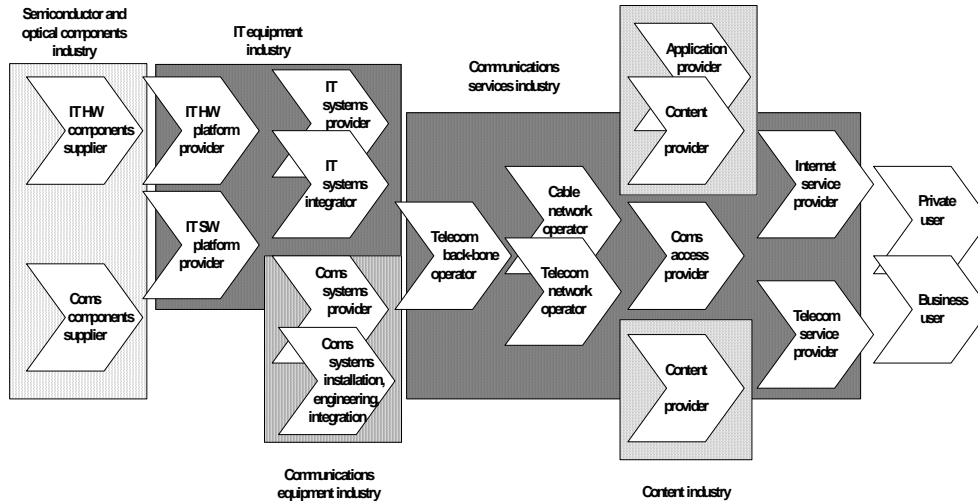 Semiconductor and
optical components
industry
IT equipment
industry
Communications
services industry
IT HW
components
supplier
Coms
components
supplier
IT HW
platform
provider
IT SW
platform
provider
IT
systems
provider
IT
systems
integrator
Coms
systems
provider
Coms
systems
installation,
engineering,
integration
Communications
equipment industry
Telecom
back-bone
operator
Cable
network
operator
Telecom
network
operator
Application
provider
Content
provider
Coms
access
provider
Content
provider
Content industry
Internet
service
provider
Telecom
service
provider
Private
user
Business
user